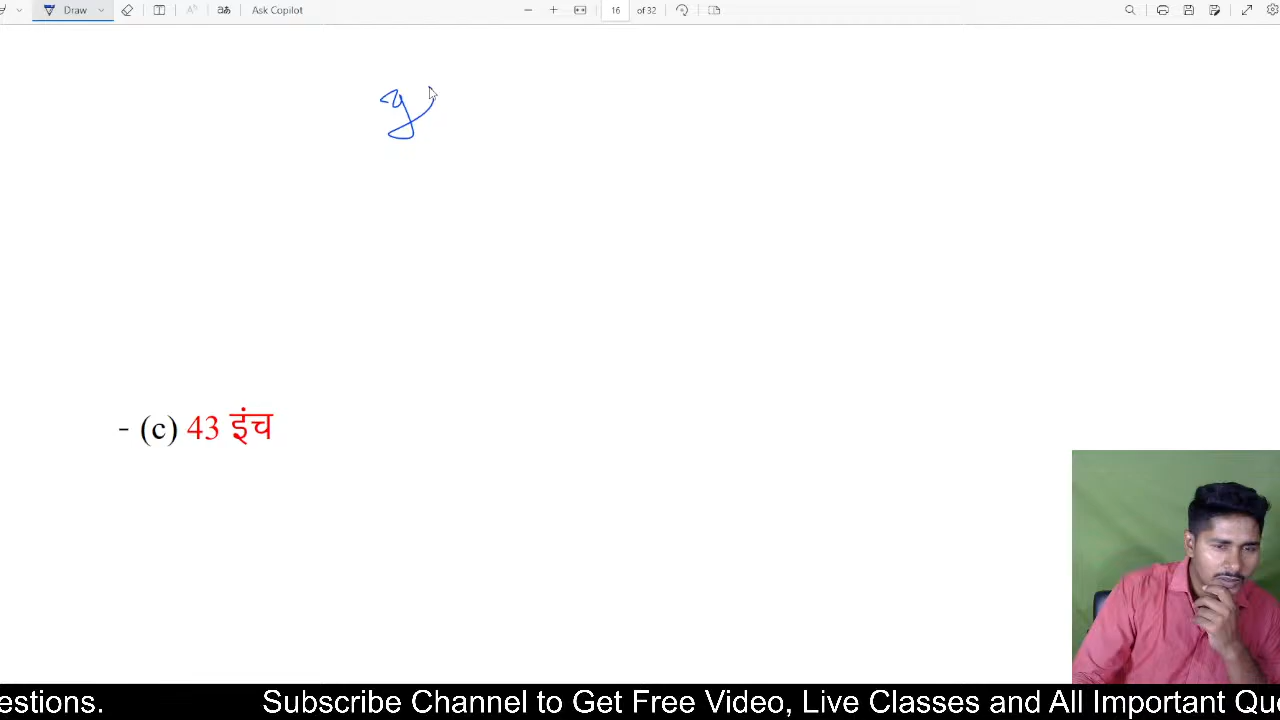 Draw
Ask Copilot
16 of 32
y
- (c) 43 इंच
estions. Subscribe Channel to Get Free Video, Live Classes and All Important Qu